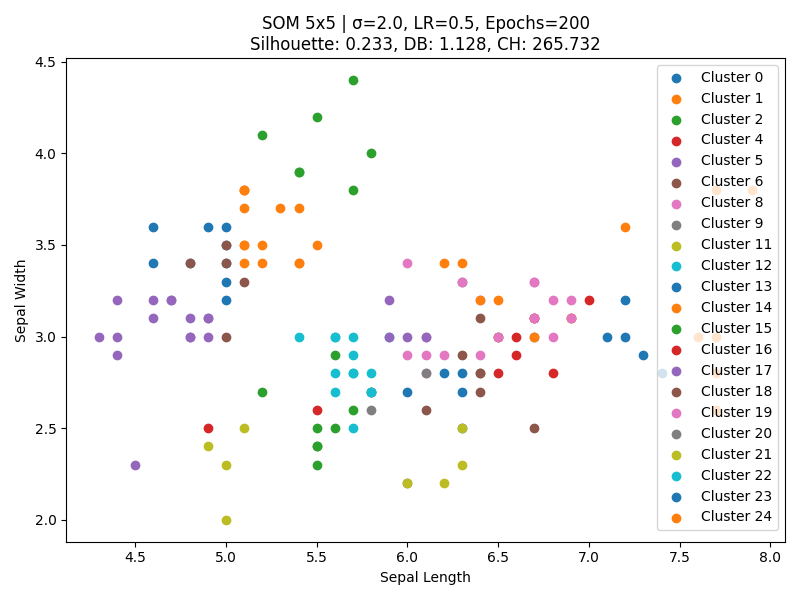 SOM 5x5 | σ=2.0, LR=0.5, Epochs=200
Silhouette: 0.233, DB: 1.128, CH: 265.732
4.5
4.0
3.5
3.0
2.5
2.0
Sepal Width
Cluster 0
Cluster 1
Cluster 2
Cluster 4
Cluster 5
Cluster 6
Cluster 8
Cluster 9
Cluster 11
Cluster 12
Cluster 13
Cluster 14
Cluster 15
Cluster 16
Cluster 17
Cluster 18
Cluster 19
Cluster 20
Cluster 21
Cluster 22
Cluster 23
Cluster 24
4.5 5.0 5.5 6.0 6.5 7.0 7.5 8.0
Sepal Length